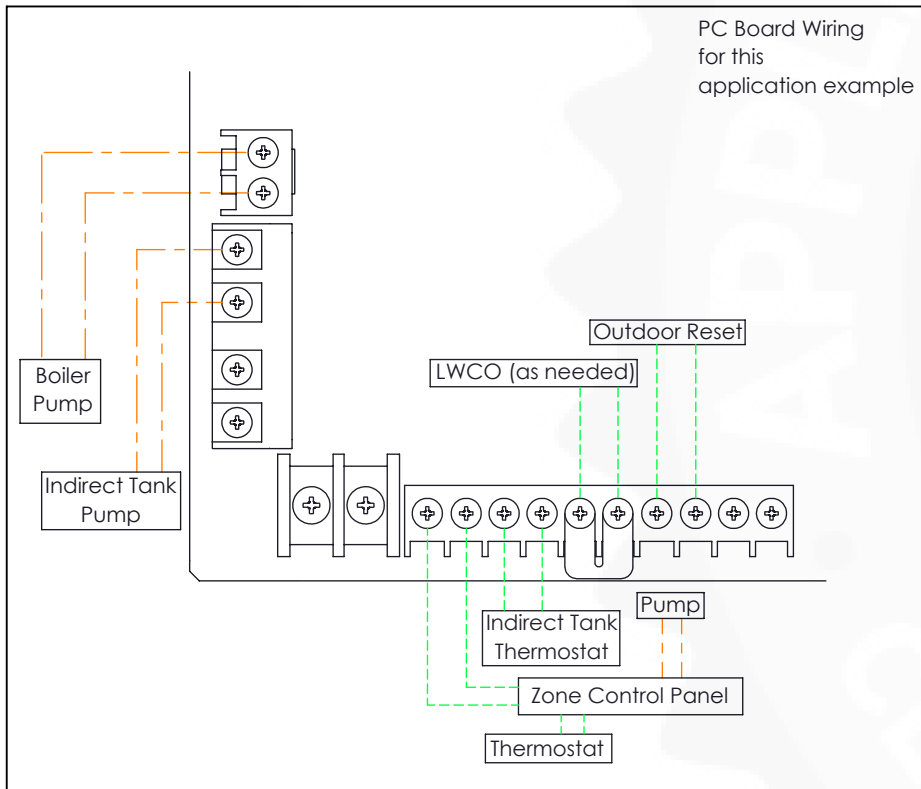 PC Board Wiring
for this
application example
Outdoor Reset
LWCO (as needed)
Boiler
Pump
Indirect Tank
Pump
Pump
Indirect Tank
Thermostat
Zone Control Panel
Thermostat